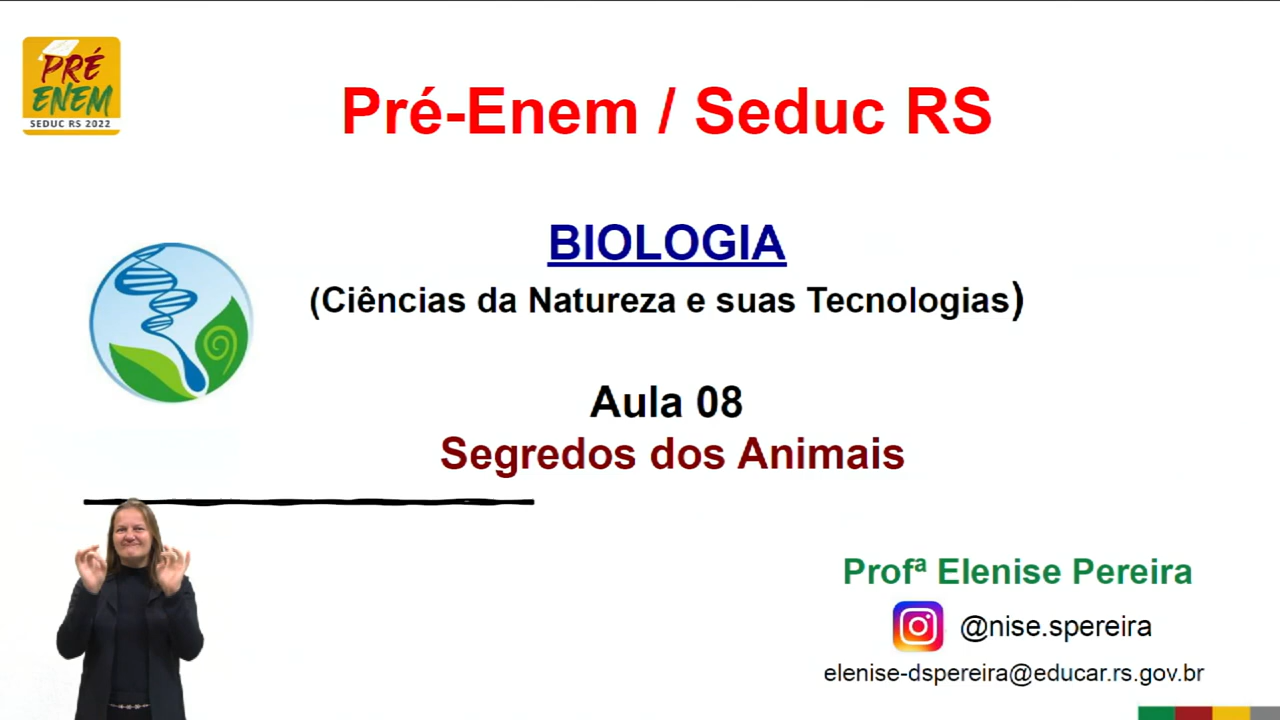 PRÉ
ENEM
SEDUC RS 2022
Pré-Enem / Seduc RS
BIOLOGIA
(Ciências da Natureza e suas Tecnologias)
Aula 08
Segredos dos Animais
Profª Elenise Pereira
@nise.spereira
elenise-dspereira@educar.rs.gov.br